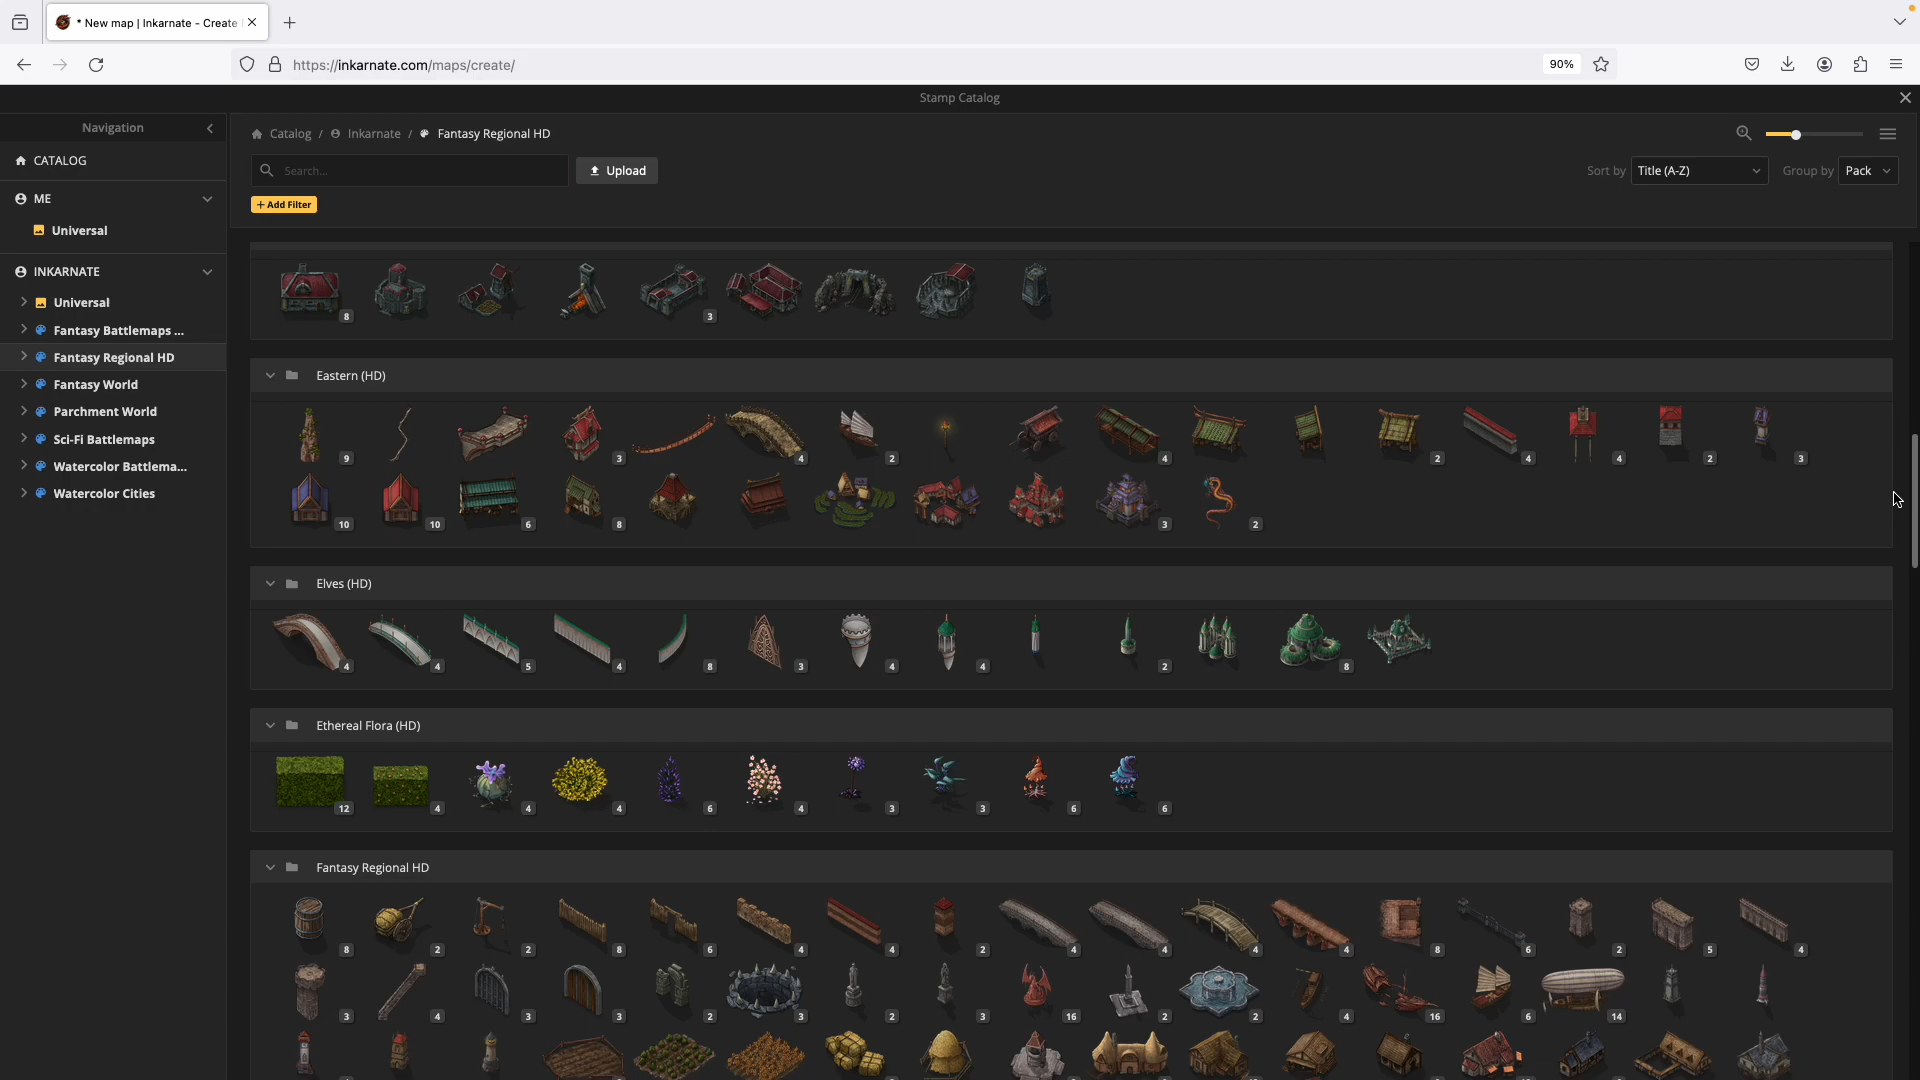 * New map | Inkarnate - Create
https://inkarnate.com/maps/create/
90%
Stamp Catalog
Navigation
CATALOG
ME
Universal
INKARNATE
Universal
Fantasy Battlemaps ...
Fantasy Regional HD
Fantasy World
Parchment World
Sci-Fi Battlemaps
Watercolor Battlema...
Watercolor Cities
Catalog / Inkarnate / Fantasy Regional HD
Search...
Upload
Sort by Title (A-Z) Group by Pack
+ Add Filter
8 3
Eastern (HD)
9 3 4 2 4 2 4 4 2 3
10 10 6 8 3 2
Elves (HD)
4 4 5 4 8 3 4 4 2 8
Ethereal Flora (HD)
12 4 4 4 6 4 3 3 6 6
Fantasy Regional HD
8 2 2 8 6 4 4 2 4 4 4 4 8 6 2 5 4
3 4 3 3 2 3 2 3 16 2 2 4 16 6 14